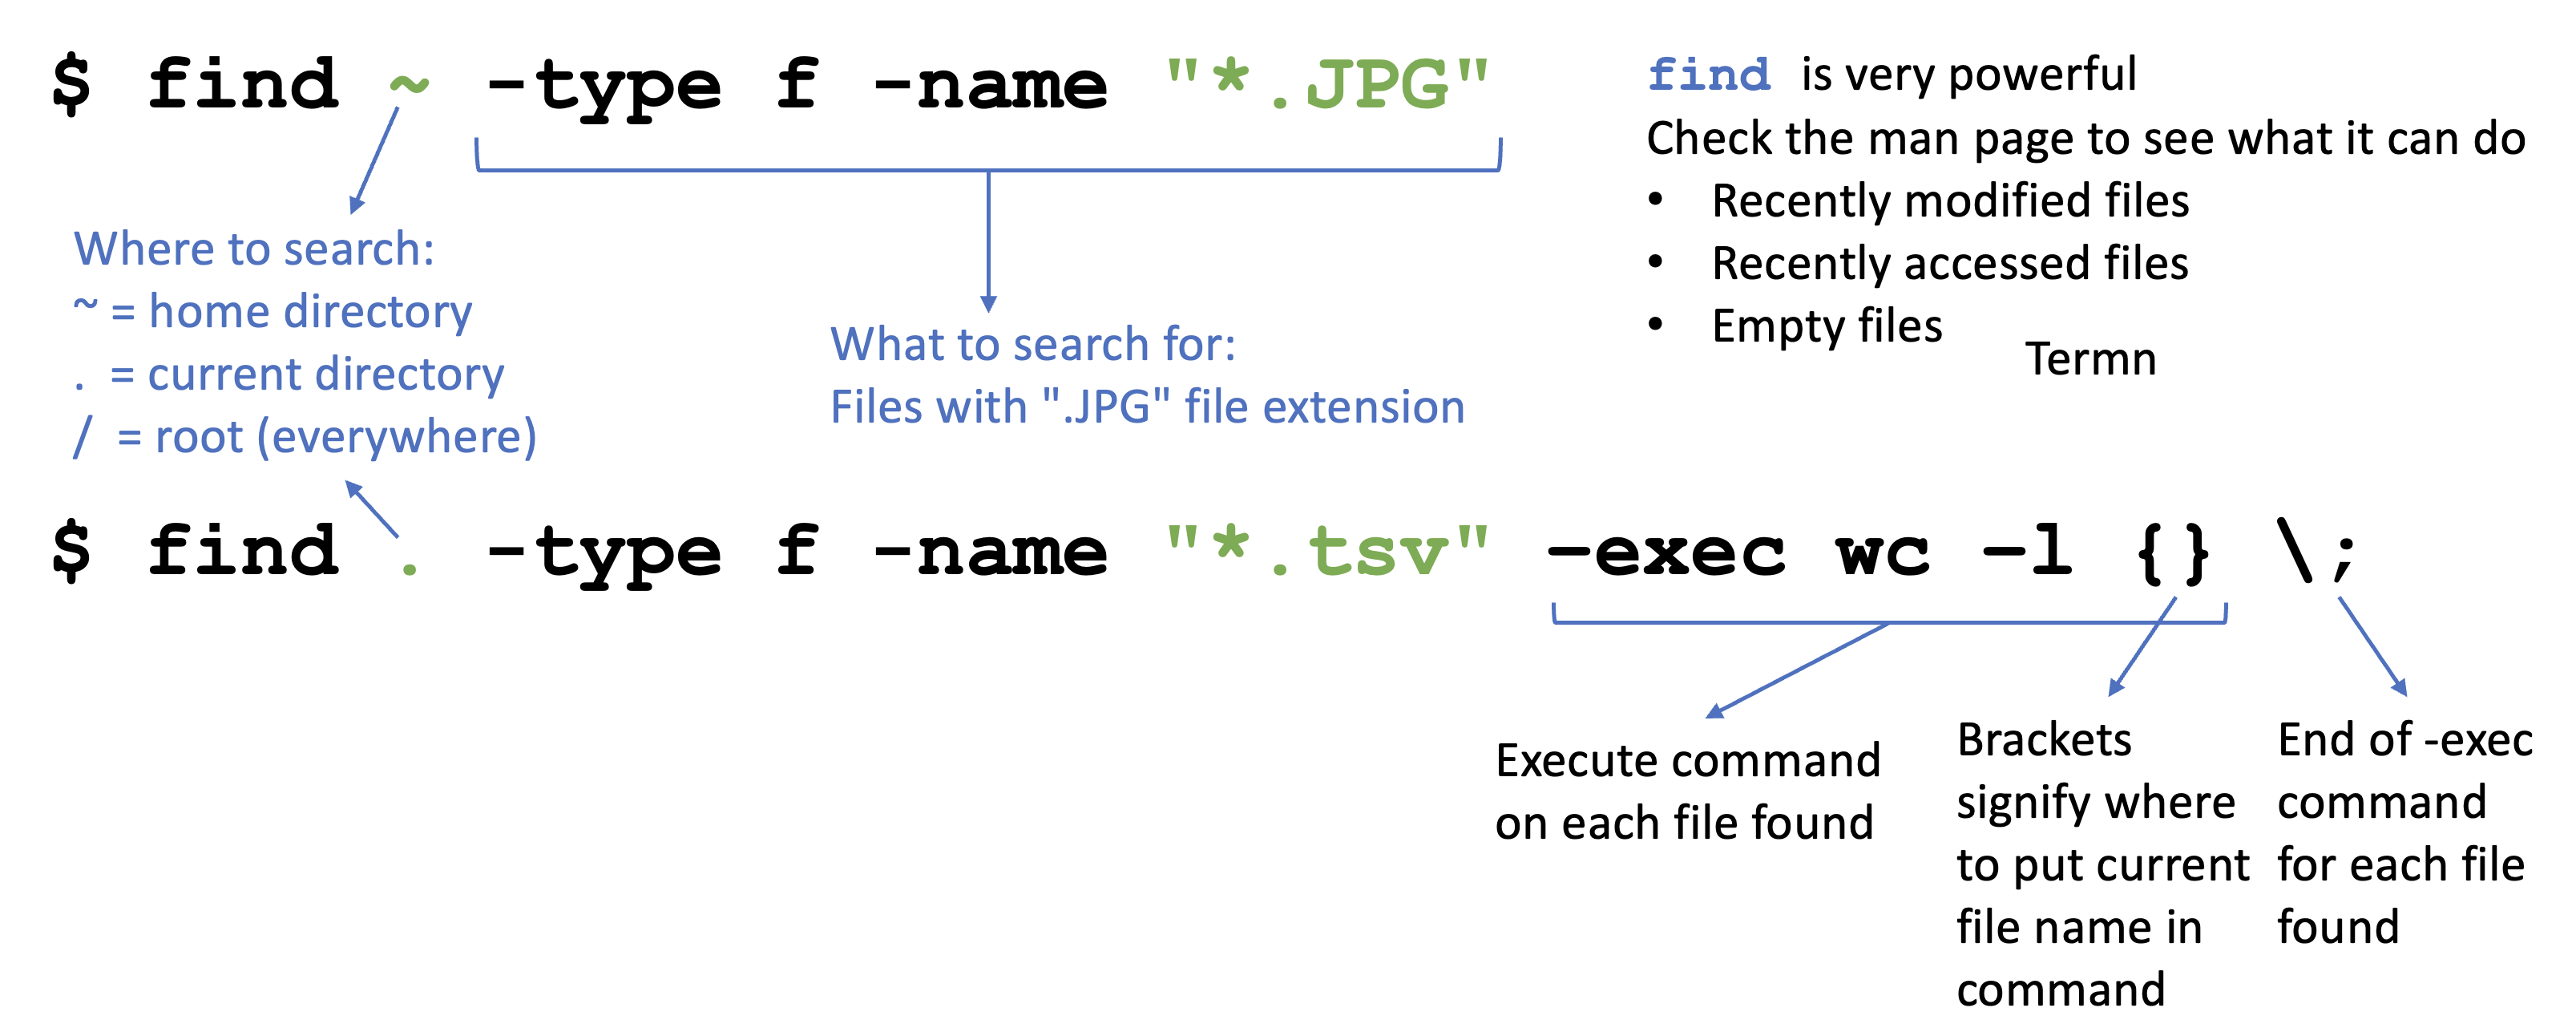 $ find ~ -type f -name "*.JPG"
Where to search:
~ = home directory
. = current directory
/ = root (everywhere)
What to search for:
Files with ".JPG" file extension
find is very powerful
Check the man page to see what it can do
• Recently modified files
• Recently accessed files
• Empty files
Termn
$ find . -type f -name "*.tsv" -exec wc -l {} \;
Execute command
on each file found
Brackets
signify where
to put current
file name in
command
End of -exec
command
for each file
found